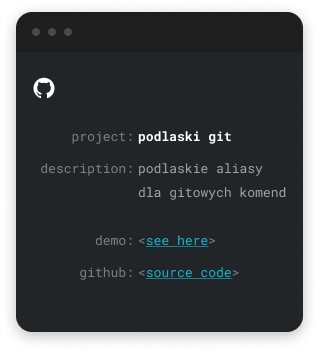 project: podlaski git
description: podlaskie aliasy
dla gitowych komend
demo: <see here>
github: <source code>